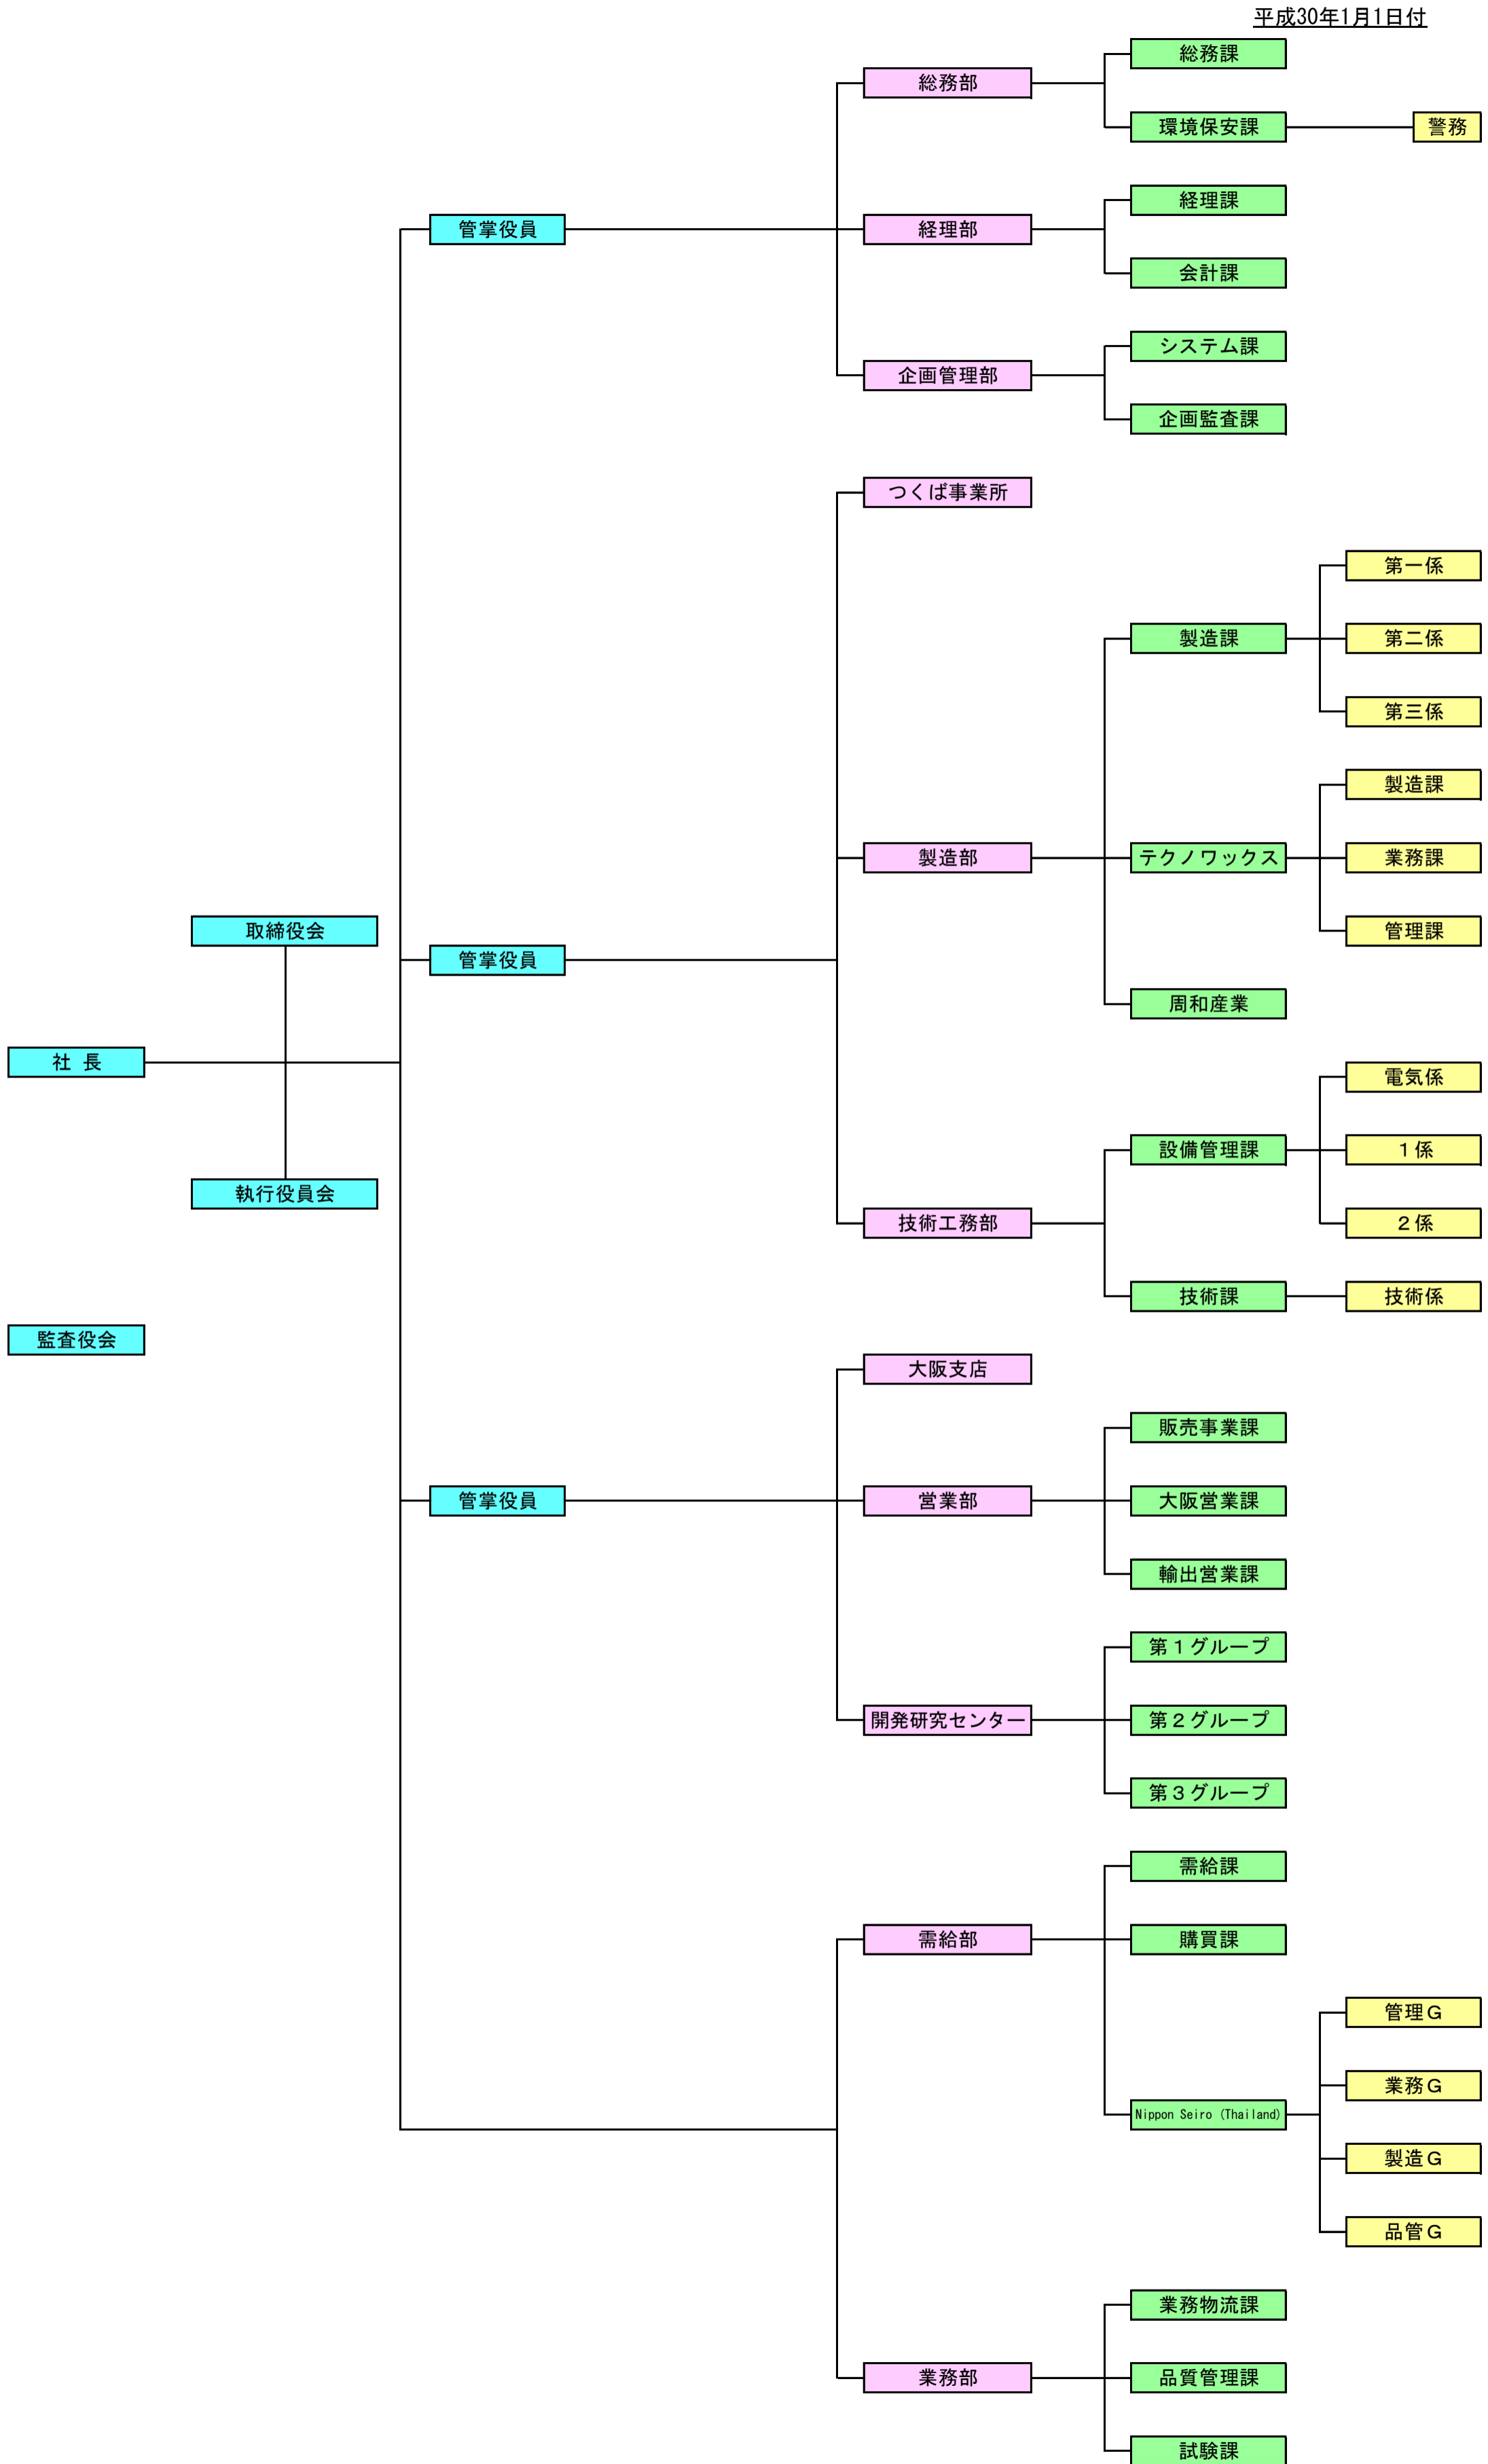 平成30年1月1日付
総務課
総務部
環境保安課
警務
経理課
管掌役員
経理部
会計課
システム課
企画管理部
企画監査課
つくば事業所
第一係
製造課
第二係
第三係
製造課
製造部
テクノワックス
業務課
取締役会
管理課
管掌役員
周和産業
社 長
電気係
設備管理課
1係
執行役員会
技術工務部
2係
技術課
技術係
監査役会
大阪支店
販売事業課
管掌役員
営業部
大阪営業課
輸出営業課
第1グループ
開発研究センター
第2グループ
第3グループ
需給課
需給部
購買課
管理G
業務G
Nippon Seiro (Thailand)
製造G
品管G
業務物流課
業務部
品質管理課
試験課